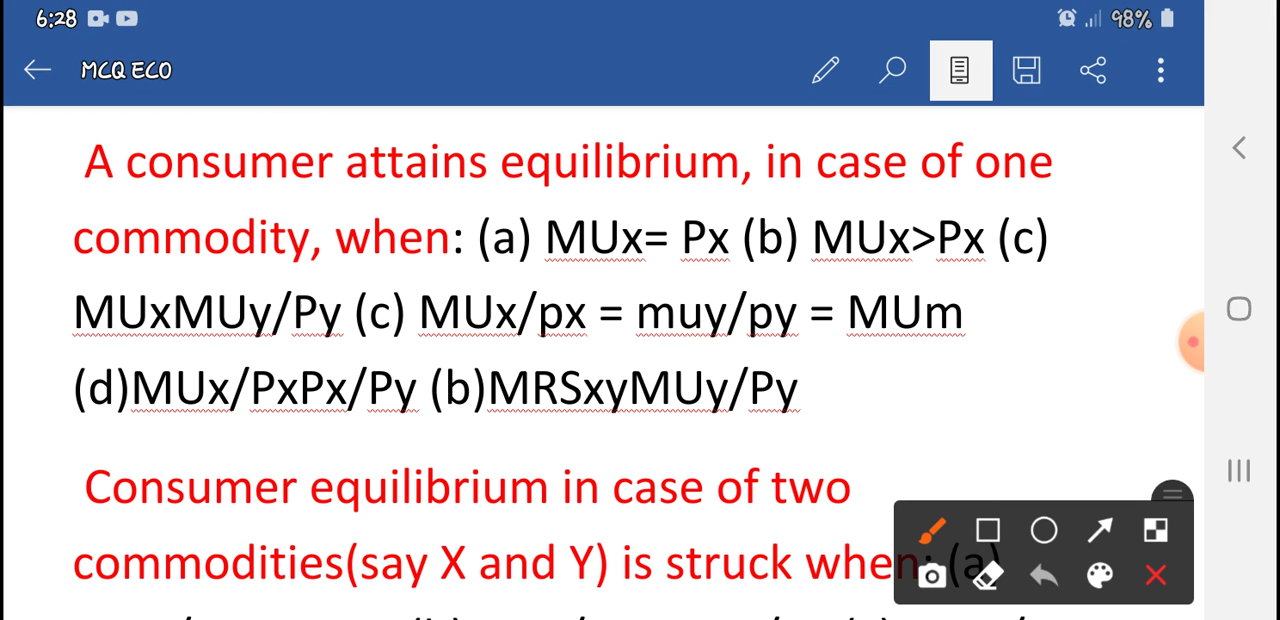 6:28 98%
MCQ ECO
A consumer attains equilibrium, in case of one
commodity, when: (a) MUx= Px (b) MUx>Px (c)
MUxMUy/Py (c) MUx/px = muy/py = MUm
(d)MUx/PxPx/Py (b)MRSxyMUy/Py
Consumer equilibrium in case of two
commodities(say X and Y) is struck when: (a)